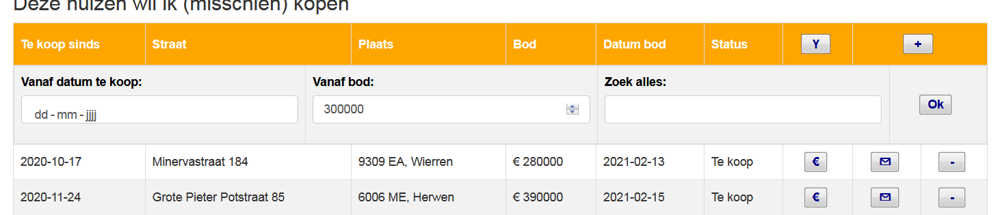 Deze huizen wil ik (misschien) kopen
Te koop sinds Straat Plaats Bod Datum bod Status Y +
Vanaf datum te koop: Vanaf bod: Zoek alles:
dd - mm - jjjj 300000 Ok
2020-10-17 Minervastraat 184 9309 EA, Wierren € 280000 2021-02-13 Te koop € -
2020-11-24 Grote Pieter Potstraat 85 6006 ME, Herwen € 390000 2021-02-15 Te koop € -